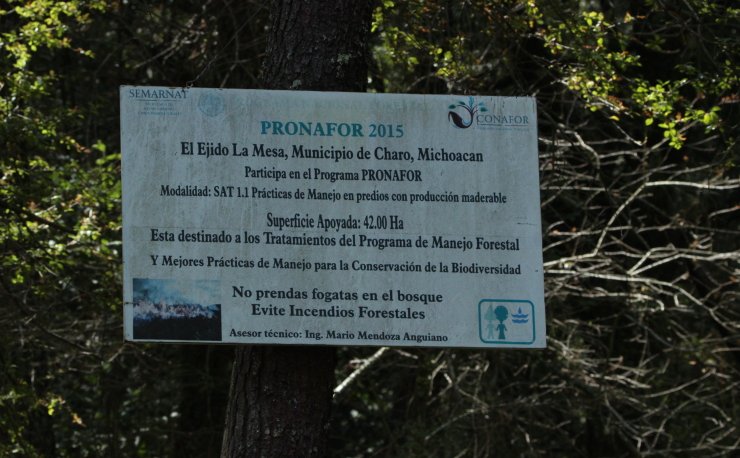 SEMARNAT
CONAFOR
PRONAFOR 2015
El Ejido La Mesa, Municipio de Charo, Michoacan
Participa en el Programa PRONAFOR
Modalidad: SAT 1.1 Prácticas de Manejo en predios con producción maderable
Superficie Apoyada: 42.00 Ha
Esta destinado a los Tratamientos del Programa de Manejo Forestal
Y Mejores Prácticas de Manejo para la Conservación de la Biodiversidad
No prendas fogatas en el bosque
Evite Incendios Forestales
Asesor técnico: Ing. Mario Mendoza Anguiano